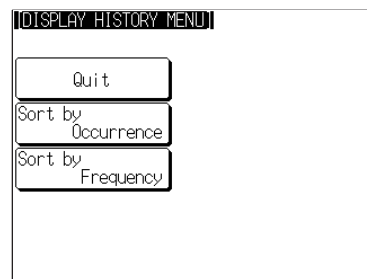 [DISPLAY HISTORY MENU]
Quit
Sort by
Occurrence
Sort by
Frequency